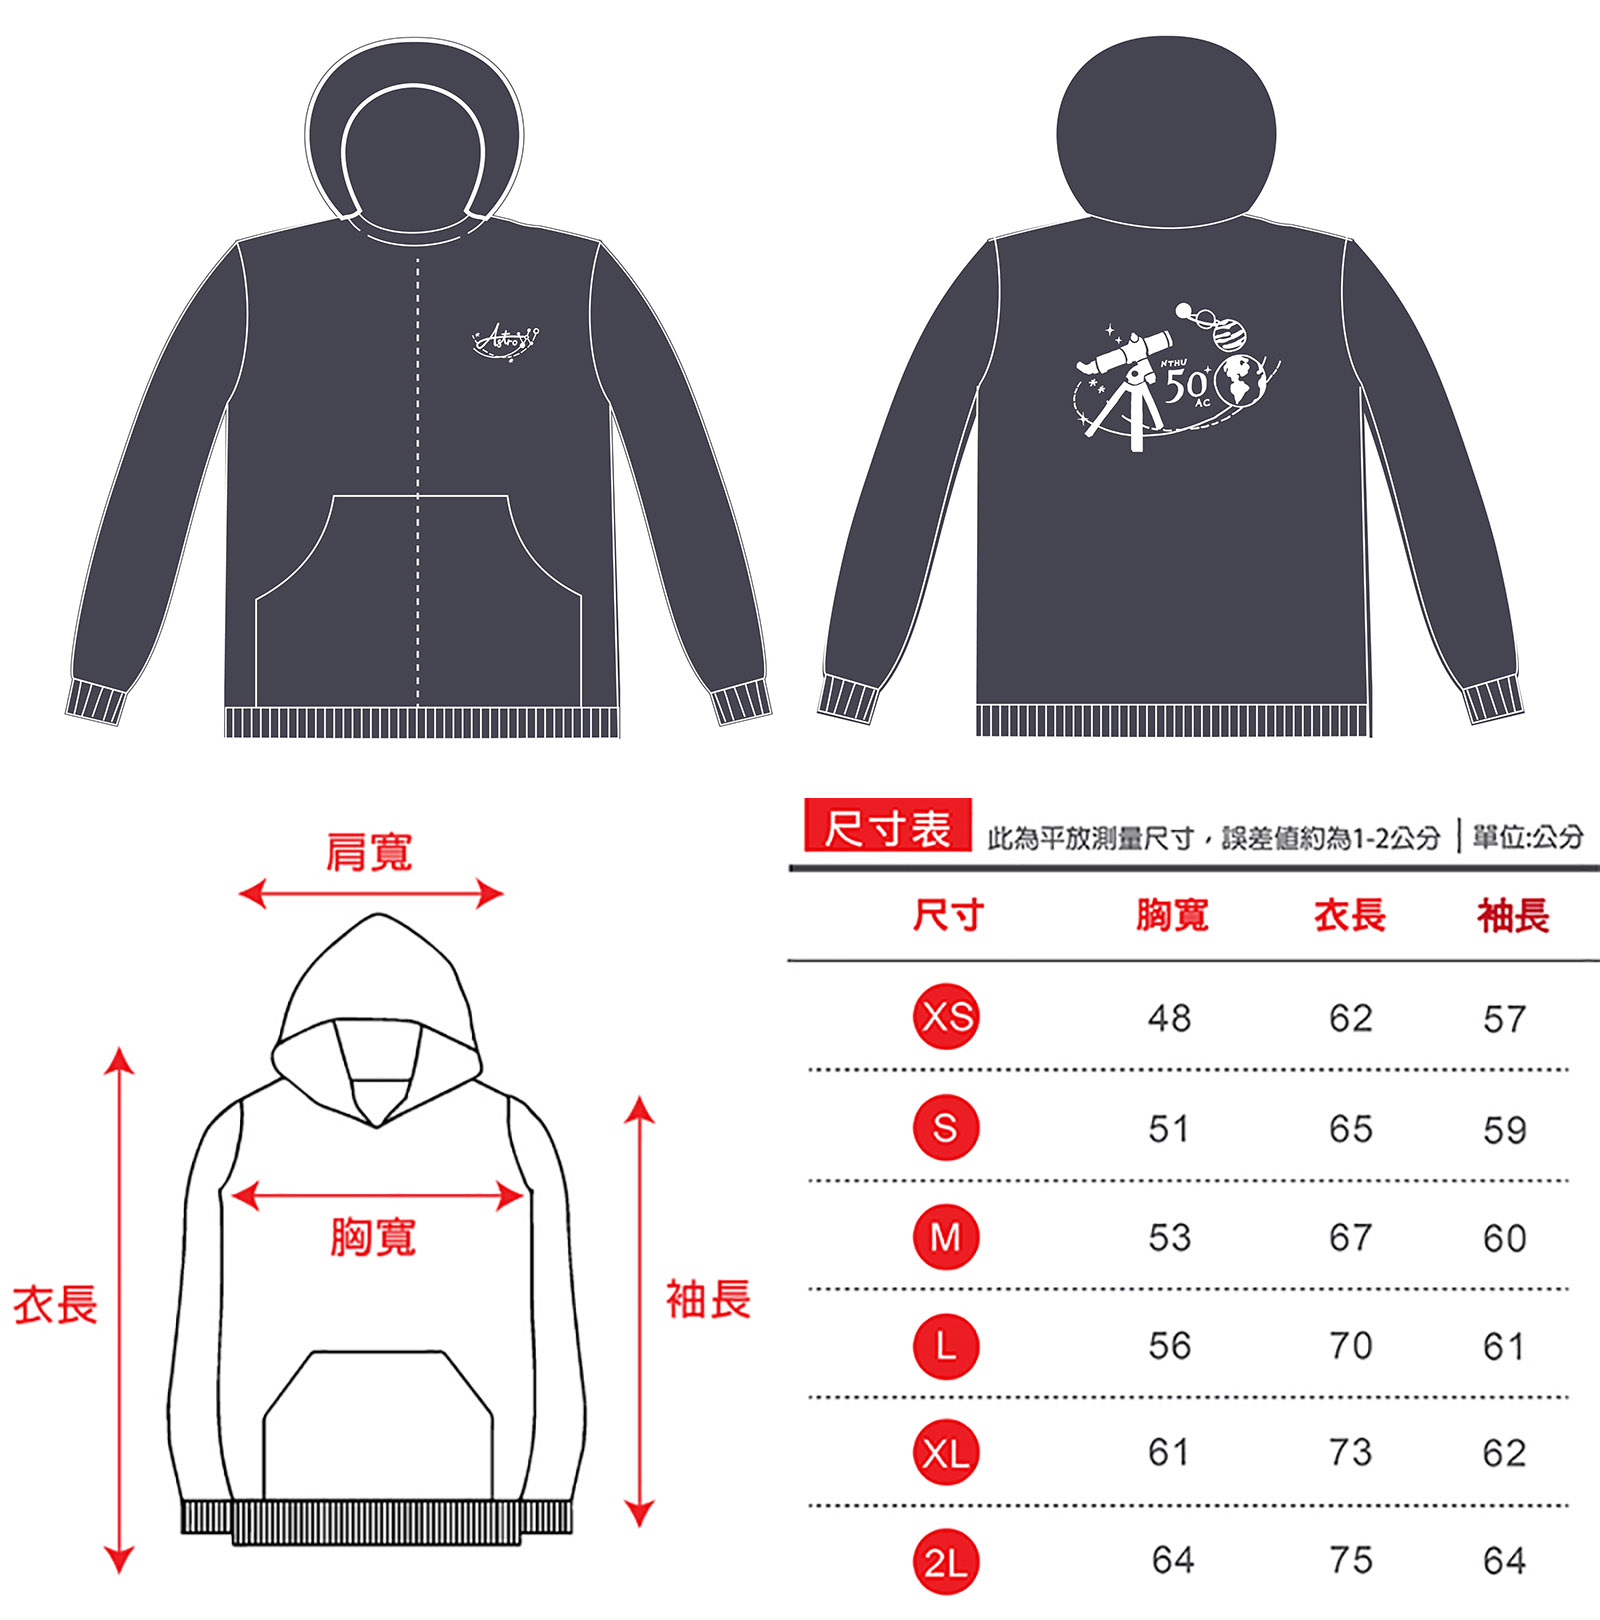 Astro
NTHU
50
AC
肩寬
胸寬
衣長
袖長
尺寸表 此為平放測量尺寸，誤差值約為1-2公分 | 單位:公分
尺寸 胸寬 衣長 袖長
XS 48 62 57
S 51 65 59
M 53 67 60
L 56 70 61
XL 61 73 62
2L 64 75 64